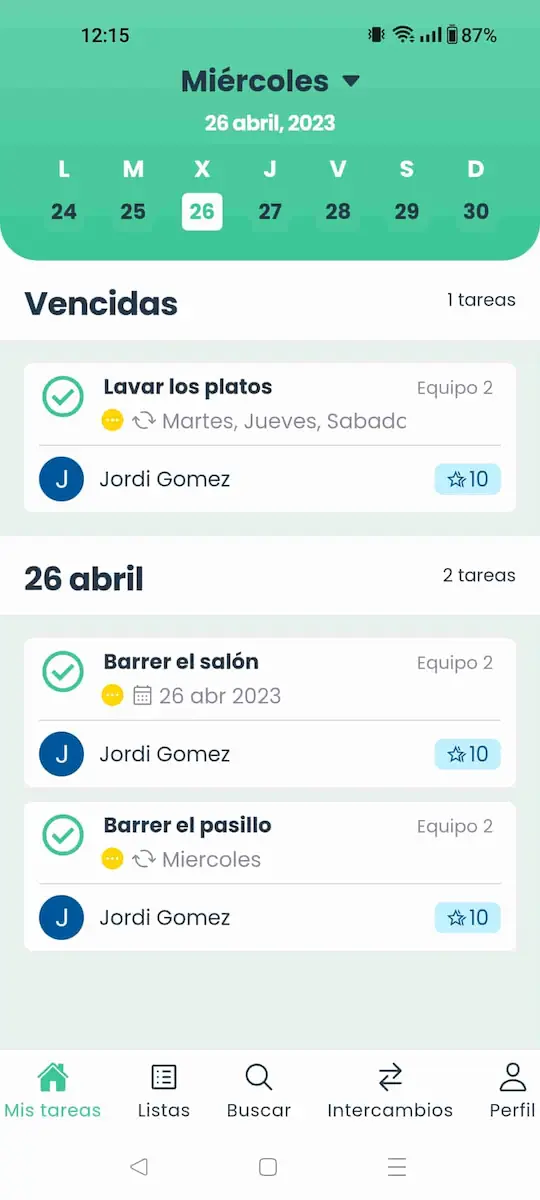 12:15 87%
Miércoles
26 abril, 2023
L M X J V S D
24 25 26 27 28 29 30
Vencidas 1 tareas
Lavar los platos Equipo 2
Martes, Jueves, Sabado
J Jordi Gomez 10
26 abril 2 tareas
Barrer el salón Equipo 2
26 abr 2023
J Jordi Gomez 10
Barrer el pasillo Equipo 2
Miercoles
J Jordi Gomez 10
Mis tareas Listas Buscar Intercambios Perfil